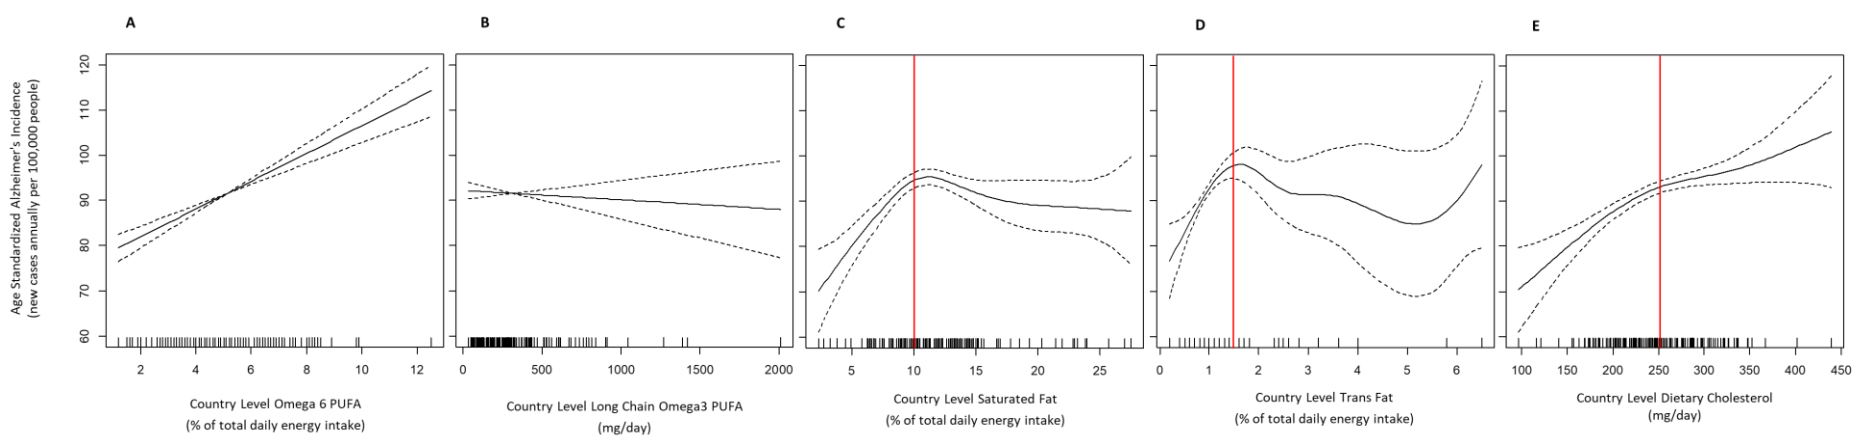 A
B
C
D
E
Age Standardized Alzheimer's Incidence
(new cases annually per 100,000 people)
120
110
100
90
80
70
60
2 4 6 8 10 12
0 500 1000 1500 2000
5 10 15 20 25
0 1 2 3 4 5 6
100 150 200 250 300 350 400 450
Country Level Omega 6 PUFA
(% of total daily energy intake)
Country Level Long Chain Omega3 PUFA
(mg/day)
Country Level Saturated Fat
(% of total daily energy intake)
Country Level Trans Fat
(% of total daily energy intake)
Country Level Dietary Cholesterol
(mg/day)